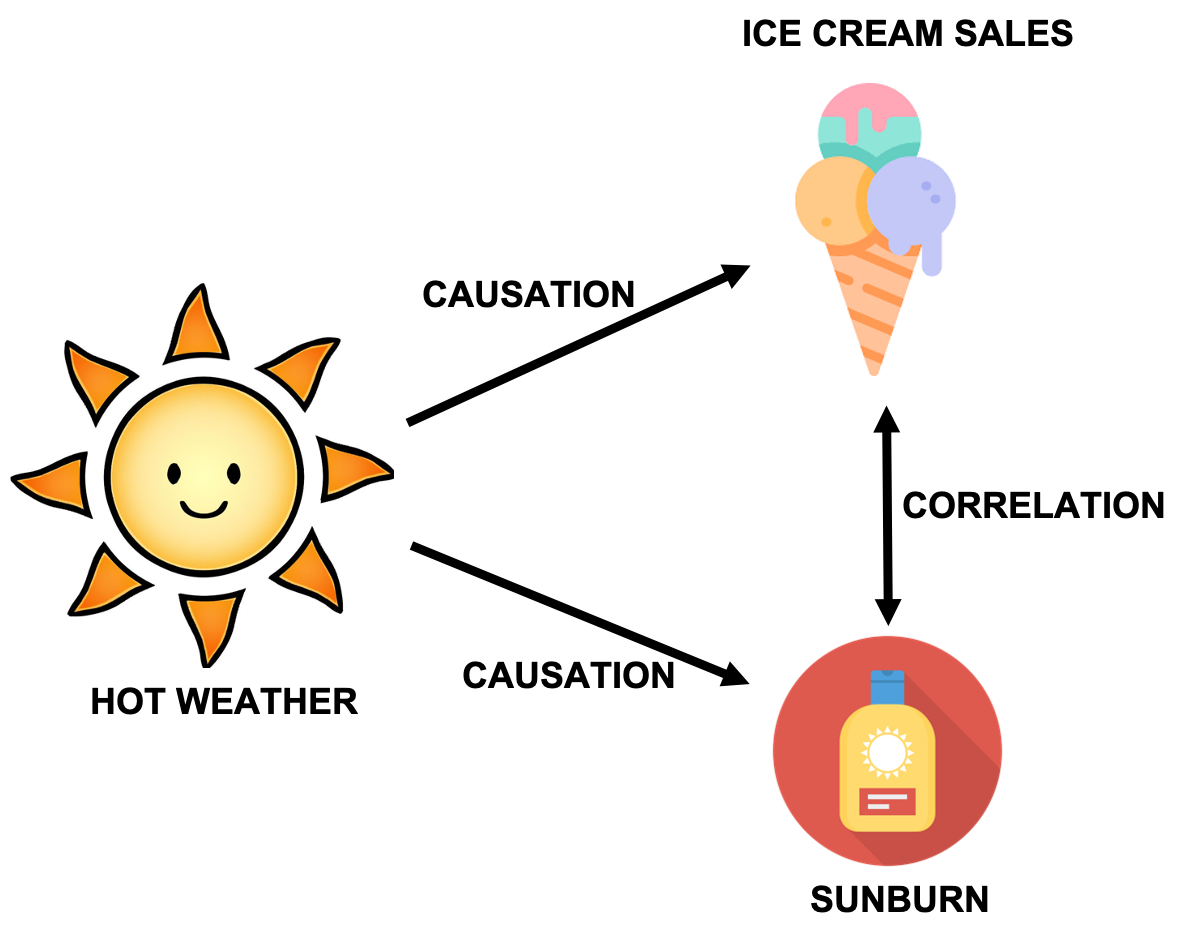 ICE CREAM SALES
CAUSATION
CORRELATION
CAUSATION
HOT WEATHER
SUNBURN